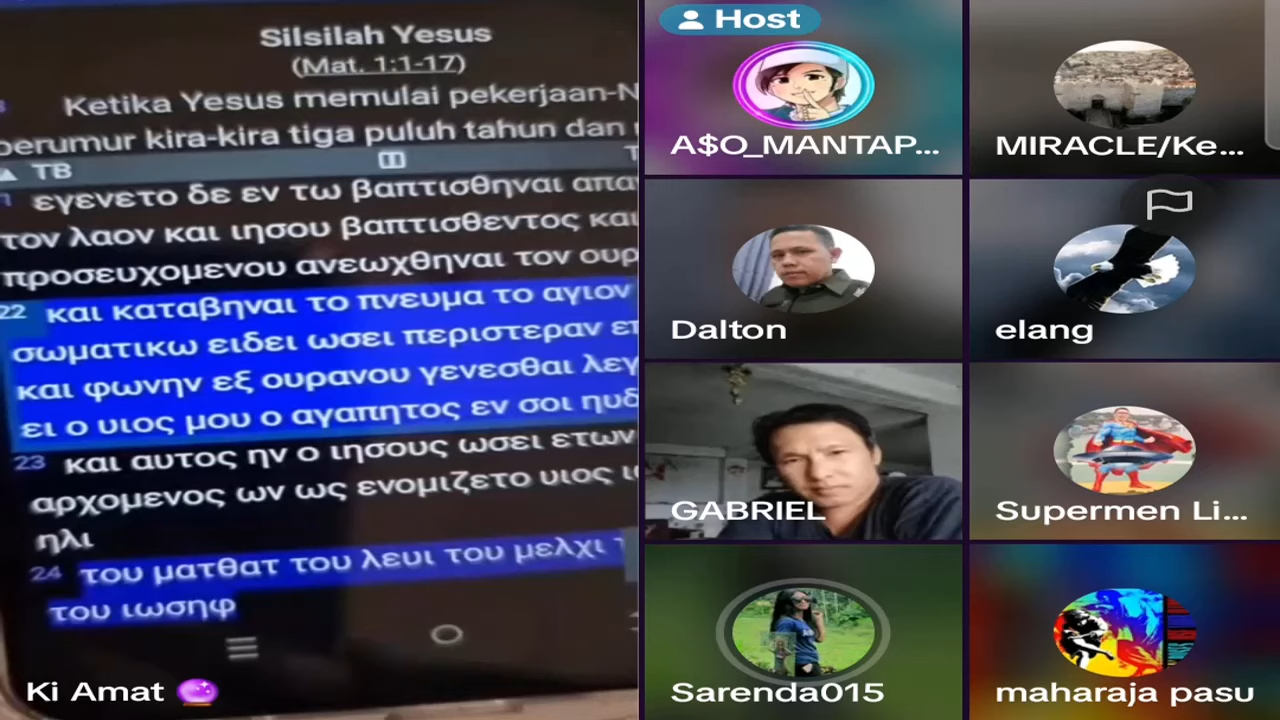 Silsilah Yesus
(Mat. 1:1-17)
Ketika Yesus memulai pekerjaan-N
berumur kira-kira tiga puluh tahun dan
TB
εγενετο δε εν τω βαπτισθηναι απα
τον λαον και ιησου βαπτισθεντος και
προσευχομενου ανεωχθηναι τον ουρ
22 και καταβηναι το πνευμα το αγιον
σωματικω ειδει ωσει περιστεραν επ
και φωνην εξ ουρανου γενεσθαι λεγ
ει ο υιος μου ο αγαπητος εν σοι ηυδ
23 και αυτος ην ο ιησους ωσει ετων
αρχομενος ων ως ενομιζετο υιος ι
ηλι
24 του ματθατ του λευι του μελχι
του ιωσηφ
Ki Amat
Host
A$O_MANTAP...
MIRACLE/Ke...
Dalton
elang
GABRIEL
Supermen Li...
Sarenda015
maharaja pasu